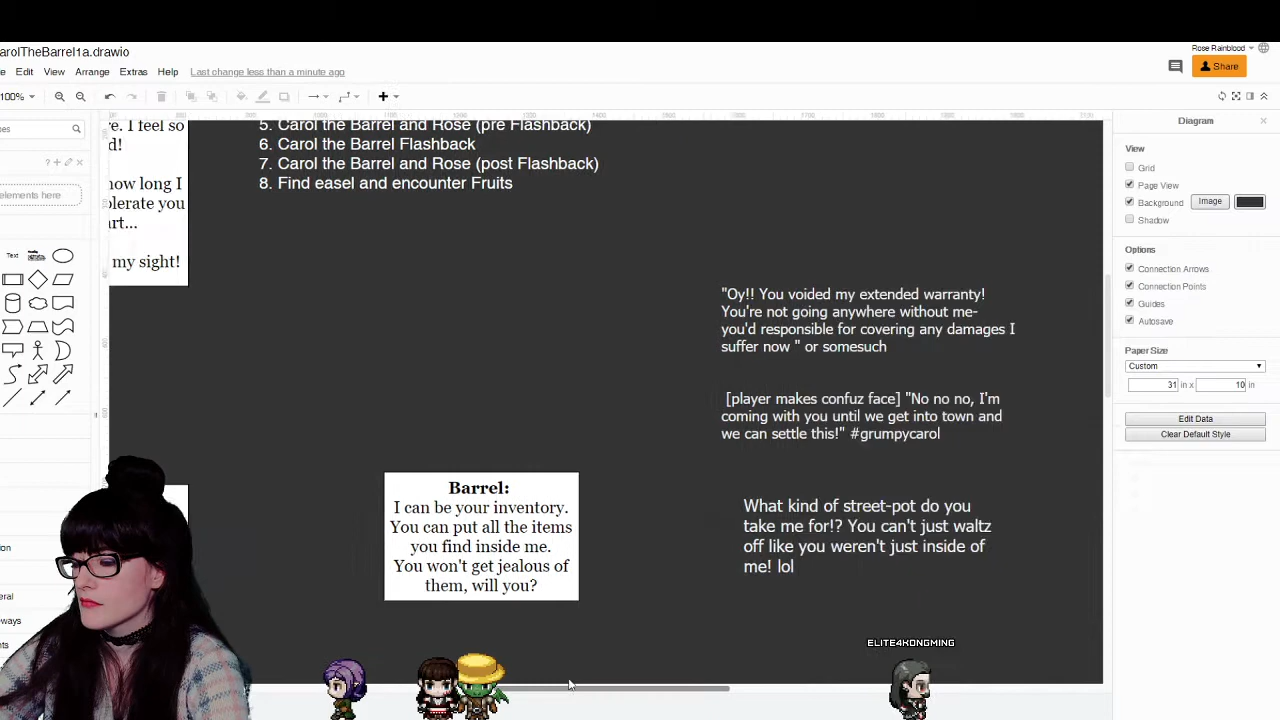 arolTheBarrel1a.drawio
Rose Rainblood
Edit View Arrange Extras Help Last change less than a minute ago
Share
100%
Diagram
View
Grid
Page View
Background Image
Shadow
Options
Connection Arrows
Connection Points
Guides
Autosave
Paper Size
Custom
31 in x 10 in
Edit Data
Clear Default Style
elements here
Text
e. I feel so
d!
now long I
olerate you
art...
my sight!
5. Carol the Barrel and Rose (pre Flashback)
6. Carol the Barrel Flashback
7. Carol the Barrel and Rose (post Flashback)
8. Find easel and encounter Fruits
"Oy!! You voided my extended warranty!
You're not going anywhere without me-
you'd responsible for covering any damages I
suffer now " or somesuch
[player makes confuz face] "No no no, I'm
coming with you until we get into town and
we can settle this!" #grumpycarol
What kind of street-pot do you
take me for!? You can't just waltz
off like you weren't just inside of
me! lol
Barrel:
I can be your inventory.
You can put all the items
you find inside me.
You won't get jealous of
them, will you?
ELITE4KONGMING